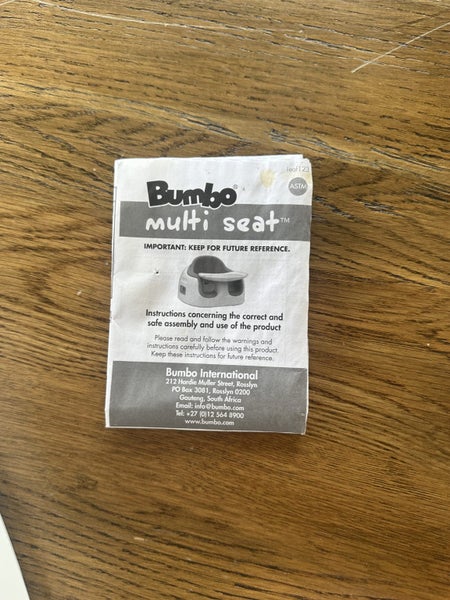 leaf123
ASTM
Bumbo®
multi seat™
IMPORTANT: KEEP FOR FUTURE REFERENCE.
Instructions concerning the correct and
safe assembly and use of the product
Please read and follow the warnings and
instructions carefully before using this product.
Keep these instructions for future reference.
Bumbo International
212 Hardie Muller Street, Rosslyn
PO Box 3081, Rosslyn 0200
Gauteng, South Africa
Email: info@bumbo.com
Tel: +27 (0)12 564 8900
www.bumbo.com